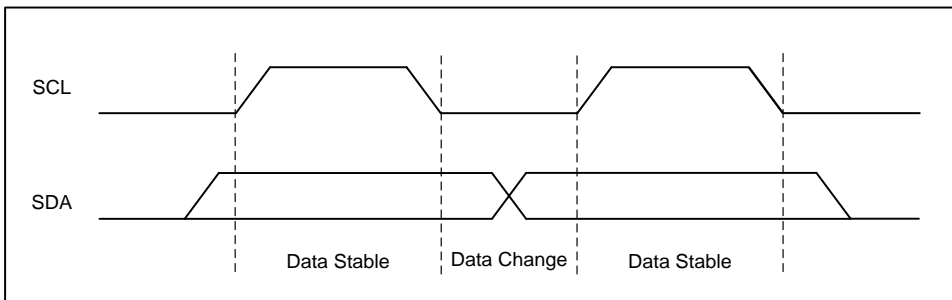 SCL
SDA
Data Stable
Data Change
Data Stable